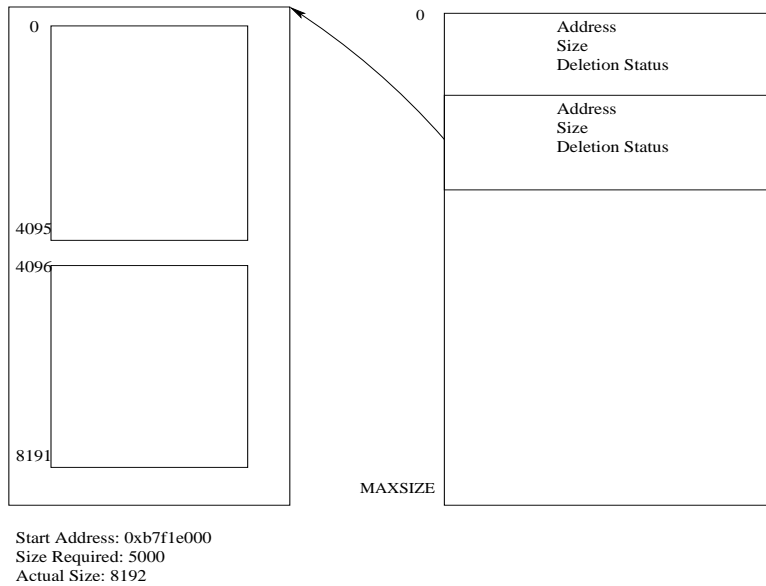 0
4095
4096
8191
Start Address: 0xb7f1e000
Size Required: 5000
Actual Size: 8192
0
Address
Size
Deletion Status
Address
Size
Deletion Status
MAXSIZE